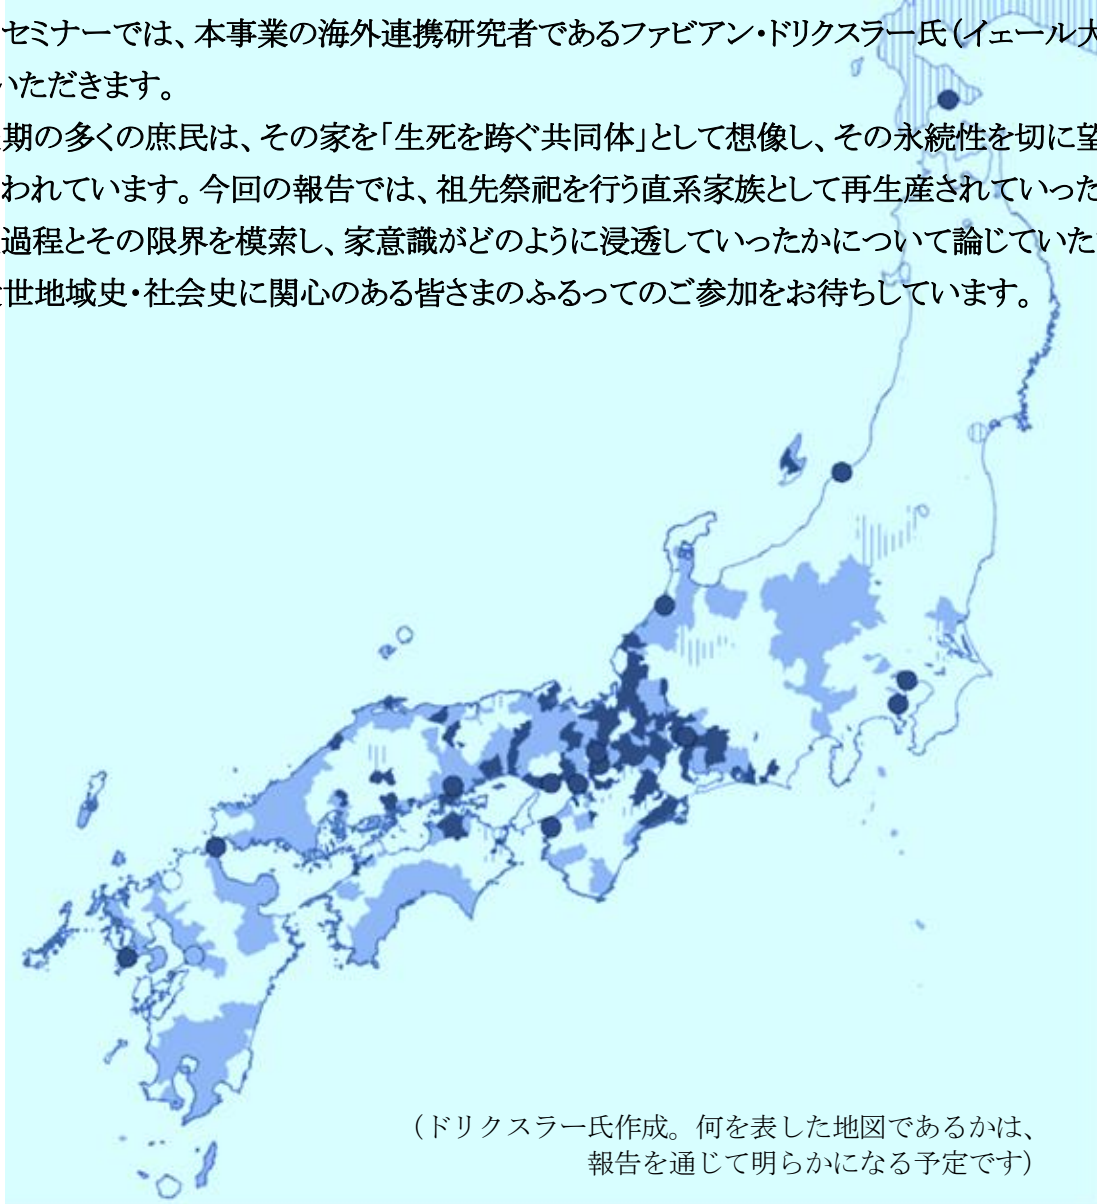 セミナーでは、本事業の海外連携研究者であるファビアン・ドリクスラー氏（イェール大
いただきます。
期の多くの庶民は、その家を「生死を跨ぐ共同体」として想像し、その永続性を切に望
われています。今回の報告では、祖先祭祀を行う直系家族として再生産されていった
過程とその限界を模索し、家意識がどのように浸透していったかについて論じていた
世地域史・社会史に関心のある皆さまのふるってのご参加をお待ちしています。
（ドリクスラー氏作成。何を表した地図であるかは、
報告を通じて明らかになる予定です）